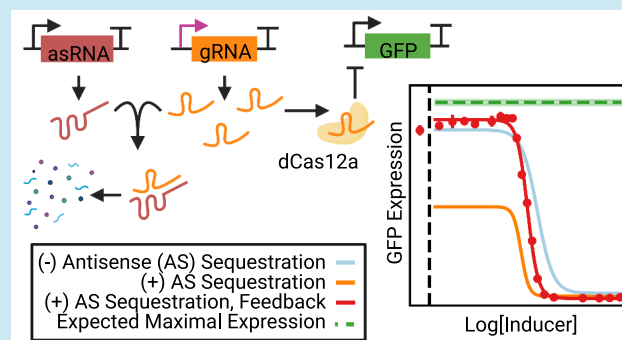 asRNA
gRNA
GFP
dCas12a
(-) Antisense (AS) Sequestration
(+) AS Sequestration
(+) AS Sequestration, Feedback
Expected Maximal Expression
GFP Expression
Log[Inducer]